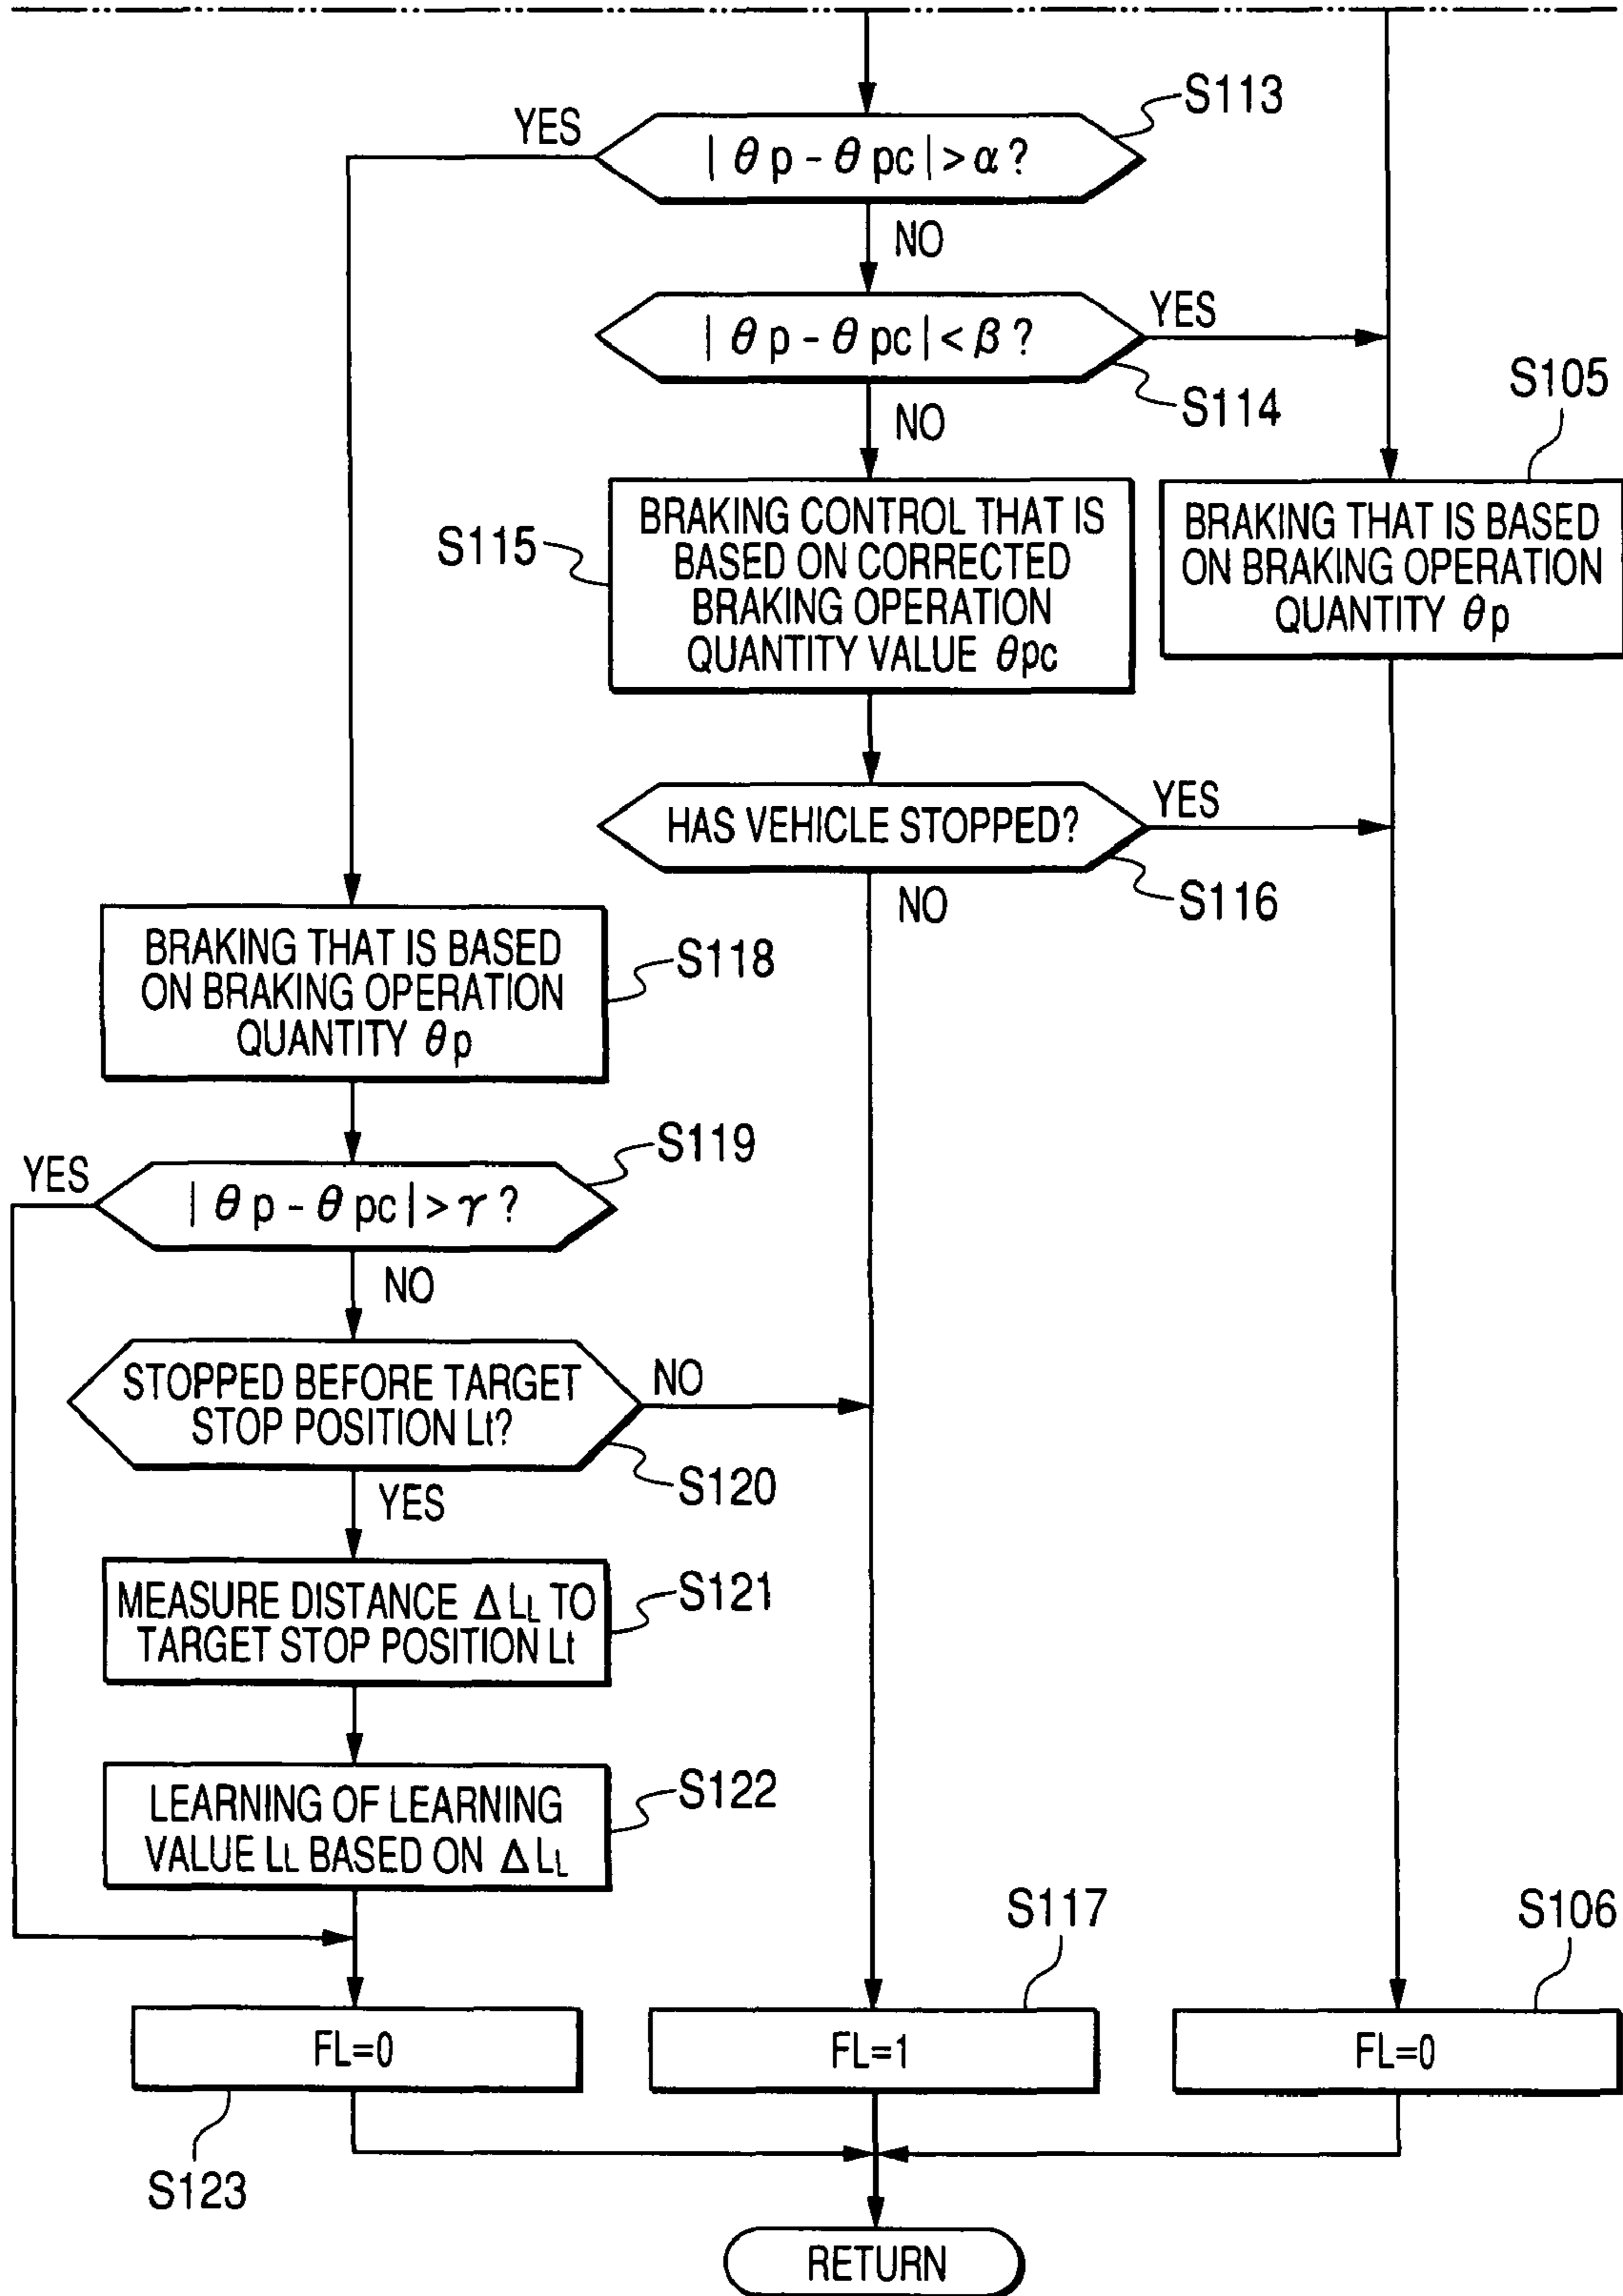 S113
YES
| θp - θpc | > α ?
NO
| θp - θpc | < β ?
YES
S114
NO
S105
S115
BRAKING CONTROL THAT IS
BASED ON CORRECTED
BRAKING OPERATION
QUANTITY VALUE θpc
BRAKING THAT IS BASED
ON BRAKING OPERATION
QUANTITY θp
HAS VEHICLE STOPPED?
YES
S116
NO
BRAKING THAT IS BASED
ON BRAKING OPERATION
QUANTITY θp
S118
S119
YES
| θp - θpc | > γ ?
NO
STOPPED BEFORE TARGET
STOP POSITION Lt?
NO
S120
YES
MEASURE DISTANCE ΔLL TO
TARGET STOP POSITION Lt
S121
LEARNING OF LEARNING
VALUE LL BASED ON ΔLL
S122
S117
S106
FL=0
FL=1
FL=0
S123
RETURN